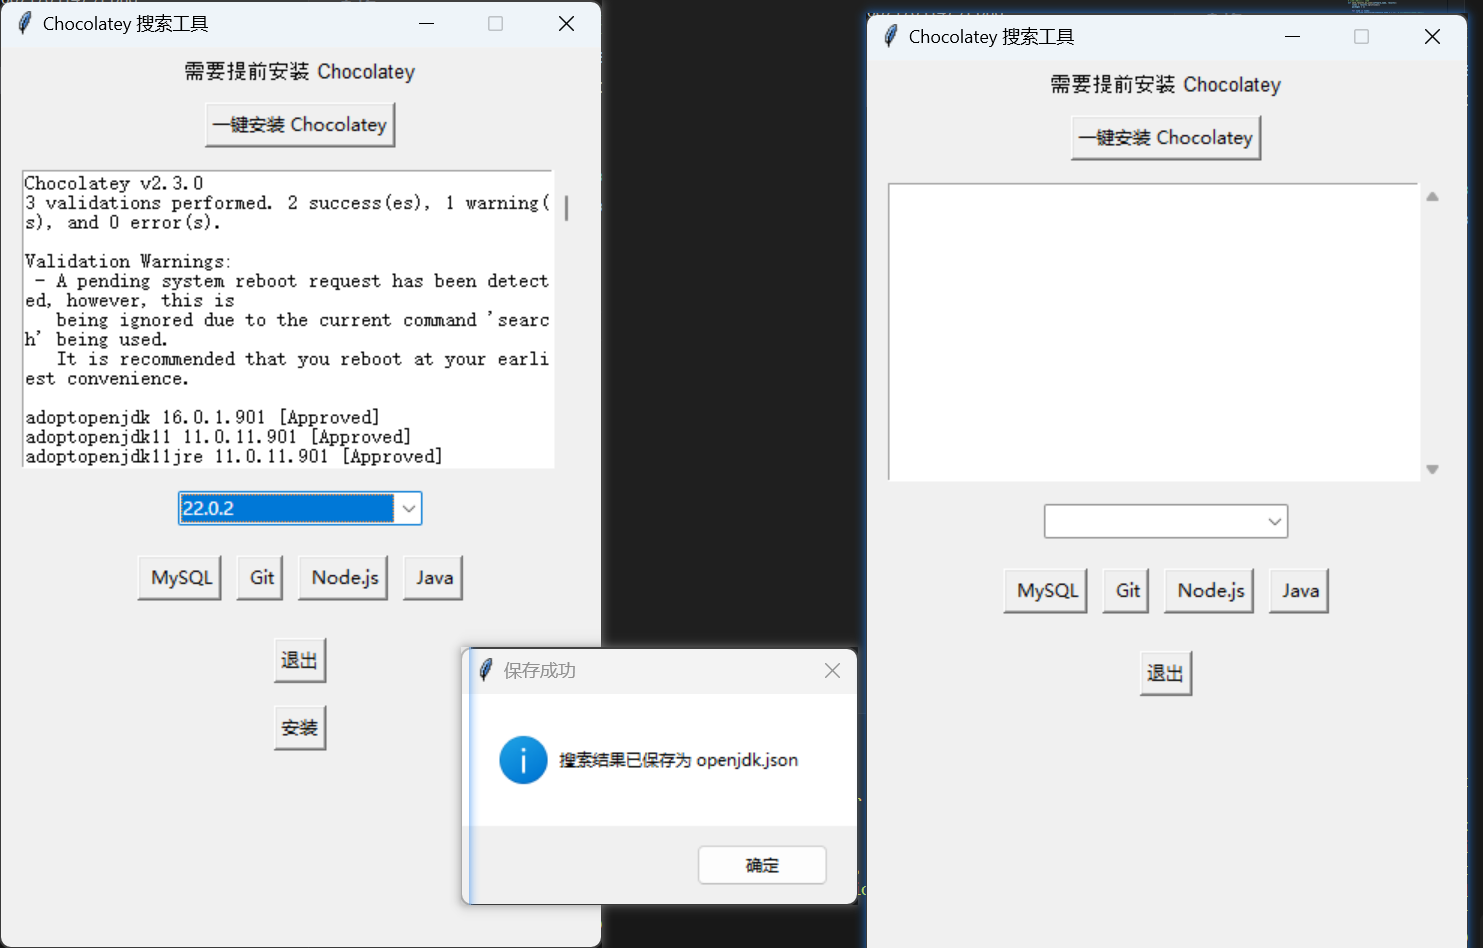 Chocolatey 搜索工具
需要提前安装 Chocolatey
一键安装 Chocolatey
Chocolatey v2.3.0
3 validations performed. 2 success(es), 1 warning(
s), and 0 error(s).
Validation Warnings:
- A pending system reboot request has been detect
ed, however, this is
being ignored due to the current command 'searc
h' being used.
It is recommended that you reboot at your earli
est convenience.
adoptopenjdk 16.0.1.901 [Approved]
adoptopenjdk11 11.0.11.901 [Approved]
adoptopenjdk11jre 11.0.11.901 [Approved]
22.0.2
MySQL Git Node.js Java
退出
安装
保存成功
搜索结果已保存为 openjdk.json
确定
Chocolatey 搜索工具
需要提前安装 Chocolatey
一键安装 Chocolatey
MySQL Git Node.js Java
退出